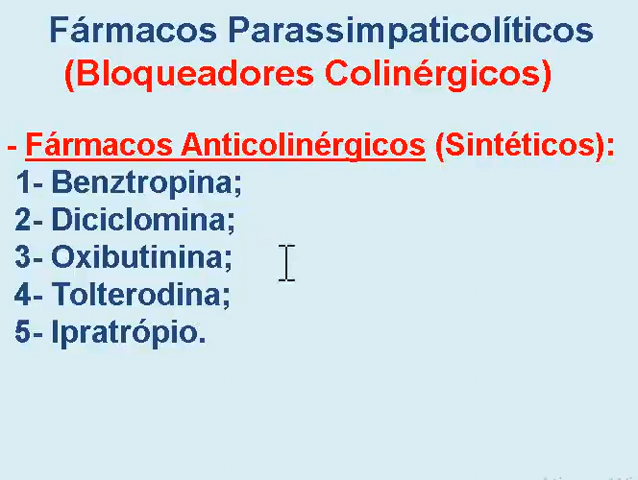 Fármacos Parassimpaticolíticos
(Bloqueadores Colinérgicos)
- Fármacos Anticolinérgicos (Sintéticos):
1- Benztropina;
2- Diciclomina;
3- Oxibutinina;
4- Tolterodina;
5- Ipratrópio.